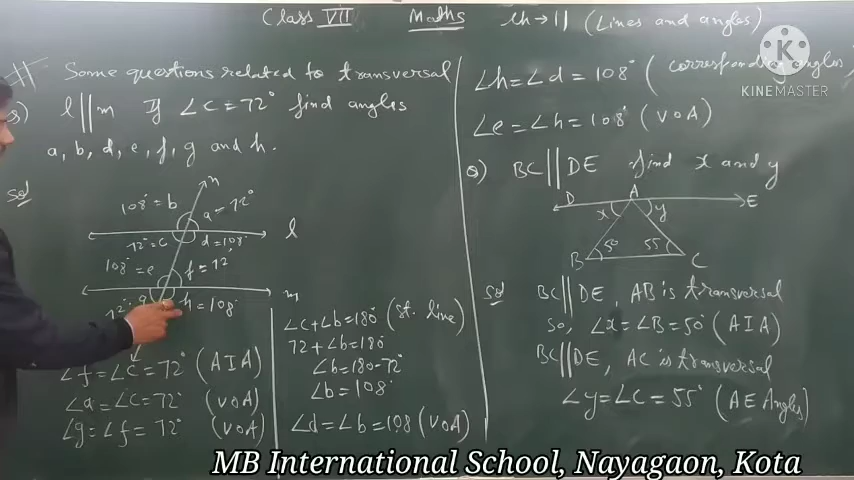 Class VII Maths Ch → 11 (Lines and angles)
Some questions related to transversal
Q) l || m If ∠C = 72° find angles
a, b, d, e, f, g and h.
Sol
n
108° = b a = 72°
72° = c d = 108° l
108° = e f = 72°
g h = 108° m
∠f = ∠C = 72° (AIA)
∠a = ∠C = 72° (VOA)
∠g = ∠f = 72° (VOA)
∠C + ∠b = 180° (st. line)
72 + ∠b = 180°
∠b = 180 - 72°
∠b = 108°
∠d = ∠b = 108 (VOA)
∠h = ∠d = 108° (corresponding angles)
∠e = ∠h = 108° (VOA)
Q) BC || DE find x and y
D A E
x y
B 50 55° C
Sol BC || DE, AB is transversal
so, ∠x = ∠B = 50° (AIA)
BC || DE, AC is transversal
∠y = ∠C = 55° (AE Angles)
KINEMASTER
MB International School, Nayagaon, Kota